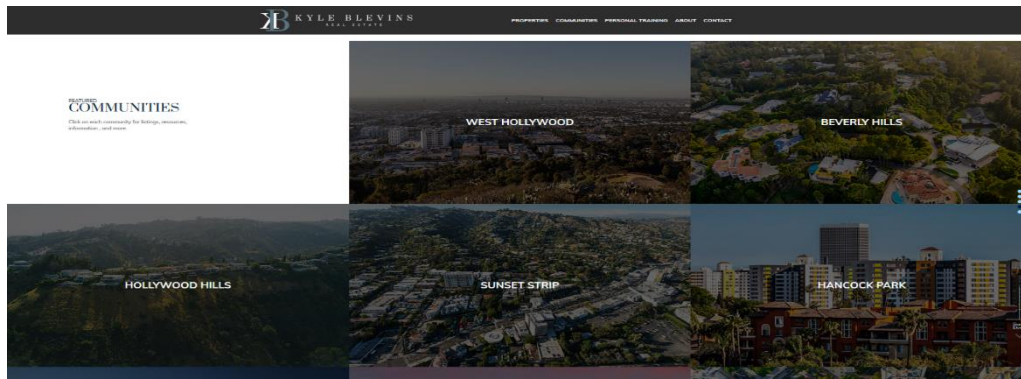 KB KYLE BLEVINS
REAL ESTATE
PROPERTIES COMMUNITIES PERSONAL TRAINING ABOUT CONTACT
FEATURED
COMMUNITIES
Click on each community for listings, resources,
information , and more.
WEST HOLLYWOOD
BEVERLY HILLS
HOLLYWOOD HILLS
SUNSET STRIP
HANCOCK PARK